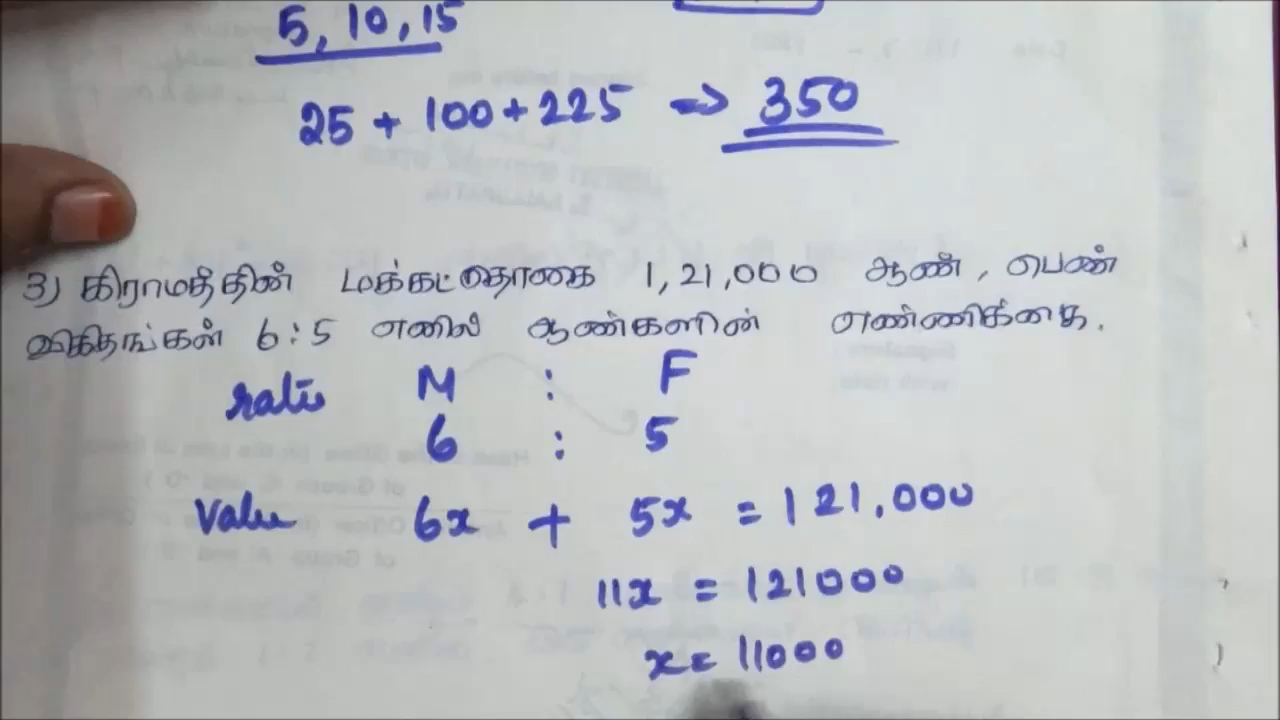 5, 10, 15
25 + 100 + 225 => 350
3) கிராமத்தின் மக்கட்தொகை 1,21,000 ஆண், பெண்
விகிதங்கள் 6:5 எனில் ஆண்களின் எண்ணிக்கை.
ratio M : F
6 : 5
Value 6x + 5x = 121,000
11x = 121000
x = 11000